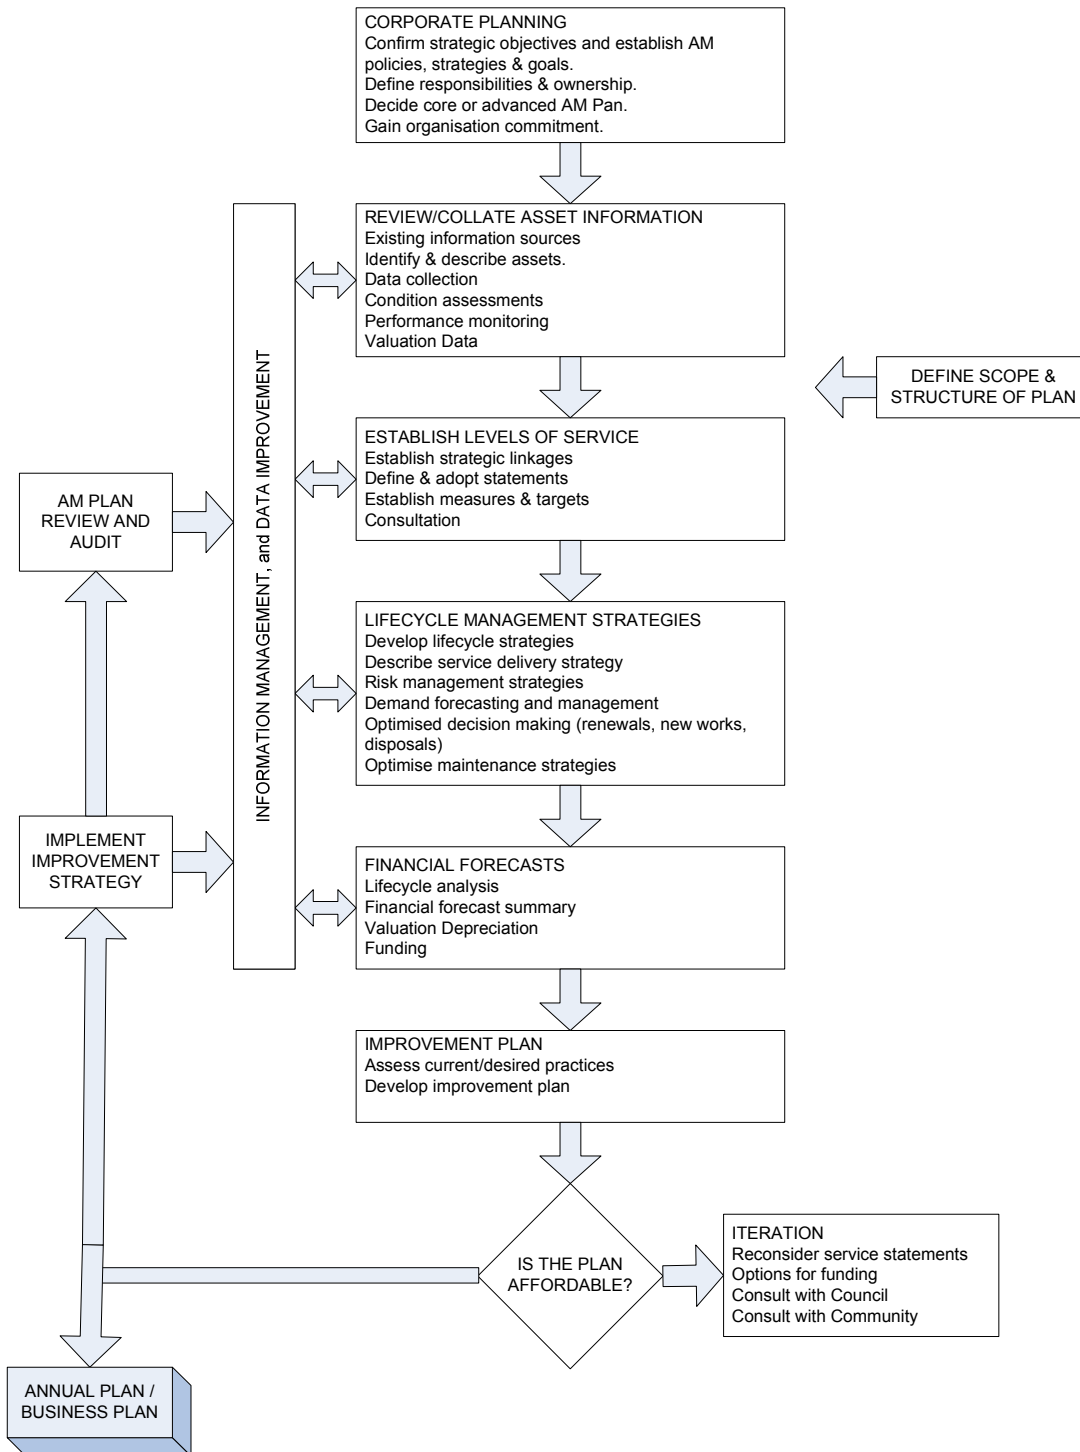 CORPORATE PLANNING
Confirm strategic objectives and establish AM
policies, strategies & goals.
Define responsibilities & ownership.
Decide core or advanced AM Pan.
Gain organisation commitment.
REVIEW/COLLATE ASSET INFORMATION
Existing information sources
Identify & describe assets.
Data collection
Condition assessments
Performance monitoring
Valuation Data
DEFINE SCOPE &
STRUCTURE OF PLAN
INFORMATION MANAGEMENT, and DATA IMPROVEMENT
ESTABLISH LEVELS OF SERVICE
Establish strategic linkages
Define & adopt statements
Establish measures & targets
Consultation
AM PLAN
REVIEW AND
AUDIT
LIFECYCLE MANAGEMENT STRATEGIES
Develop lifecycle strategies
Describe service delivery strategy
Risk management strategies
Demand forecasting and management
Optimised decision making (renewals, new works,
disposals)
Optimise maintenance strategies
IMPLEMENT
IMPROVEMENT
STRATEGY
FINANCIAL FORECASTS
Lifecycle analysis
Financial forecast summary
Valuation Depreciation
Funding
IMPROVEMENT PLAN
Assess current/desired practices
Develop improvement plan
IS THE PLAN
AFFORDABLE?
ITERATION
Reconsider service statements
Options for funding
Consult with Council
Consult with Community
ANNUAL PLAN /
BUSINESS PLAN